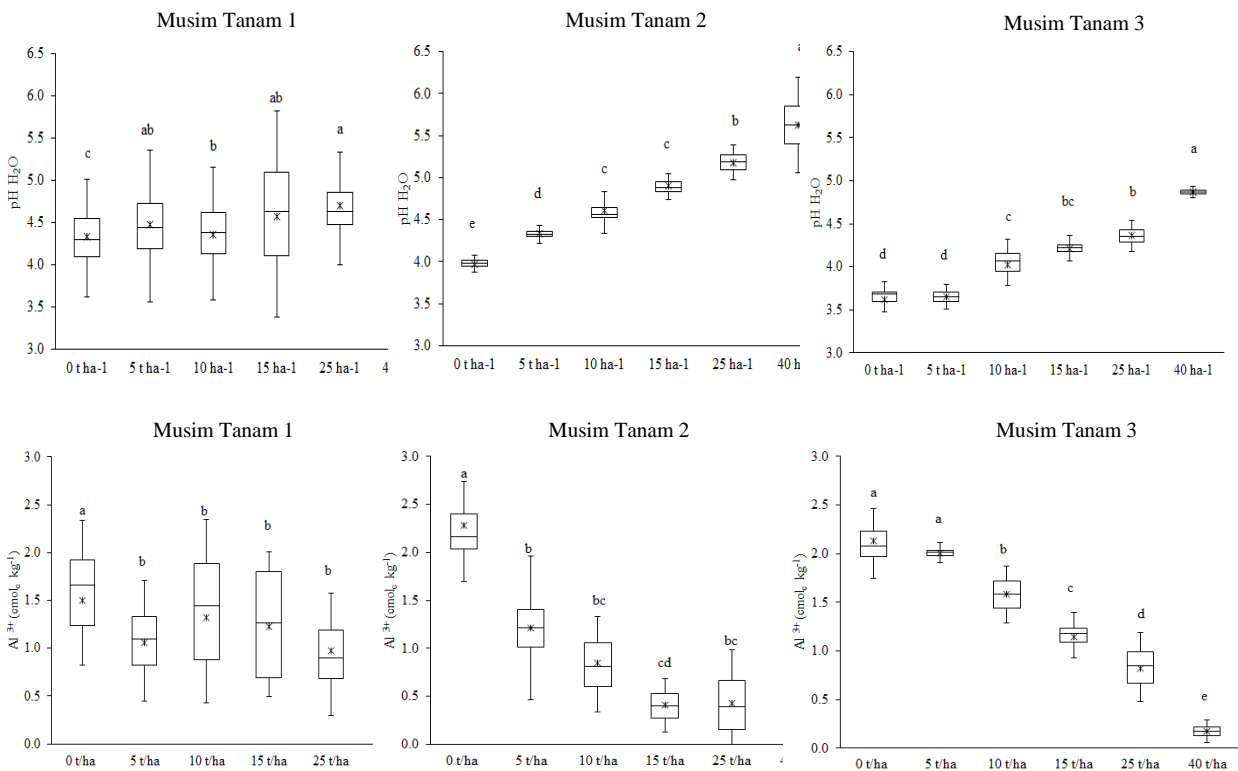 Musim Tanam 1
pH H2O
6.5
6.0
5.5
5.0
4.5
4.0
3.5
3.0
c
ab
b
ab
a
0 t ha-1
5 t ha-1
10 ha-1
15 ha-1
25 ha-1
4
Musim Tanam 2
pH H2O
6.5
6.0
5.5
5.0
4.5
4.0
3.5
3.0
e
d
c
c
b
a
0 t ha-1
5 t ha-1
10 ha-1
15 ha-1
25 ha-1
40 h
Musim Tanam 3
pH H2O
6.5
6.0
5.5
5.0
4.5
4.0
3.5
3.0
d
d
c
bc
b
a
0 t ha-1
5 t ha-1
10 ha-1
15 ha-1
25 ha-1
40 ha-1
Musim Tanam 1
Al 3+ (cmolc kg-1)
3.0
2.5
2.0
1.5
1.0
0.5
0.0
a
b
b
b
b
0 t/ha
5 t/ha
10 t/ha
15 t/ha
25 t/ha
Musim Tanam 2
Al 3+ (cmolc kg-1)
3.0
2.5
2.0
1.5
1.0
0.5
0.0
a
b
bc
cd
bc
0 t/ha
5 t/ha
10 t/ha
15 t/ha
25 t/ha
Musim Tanam 3
Al 3+ (cmolc kg-1)
3.0
2.5
2.0
1.5
1.0
0.5
0.0
a
a
b
c
d
e
0 t/ha
5 t/ha
10 t/ha
15 t/ha
25 t/ha
40 t/ha